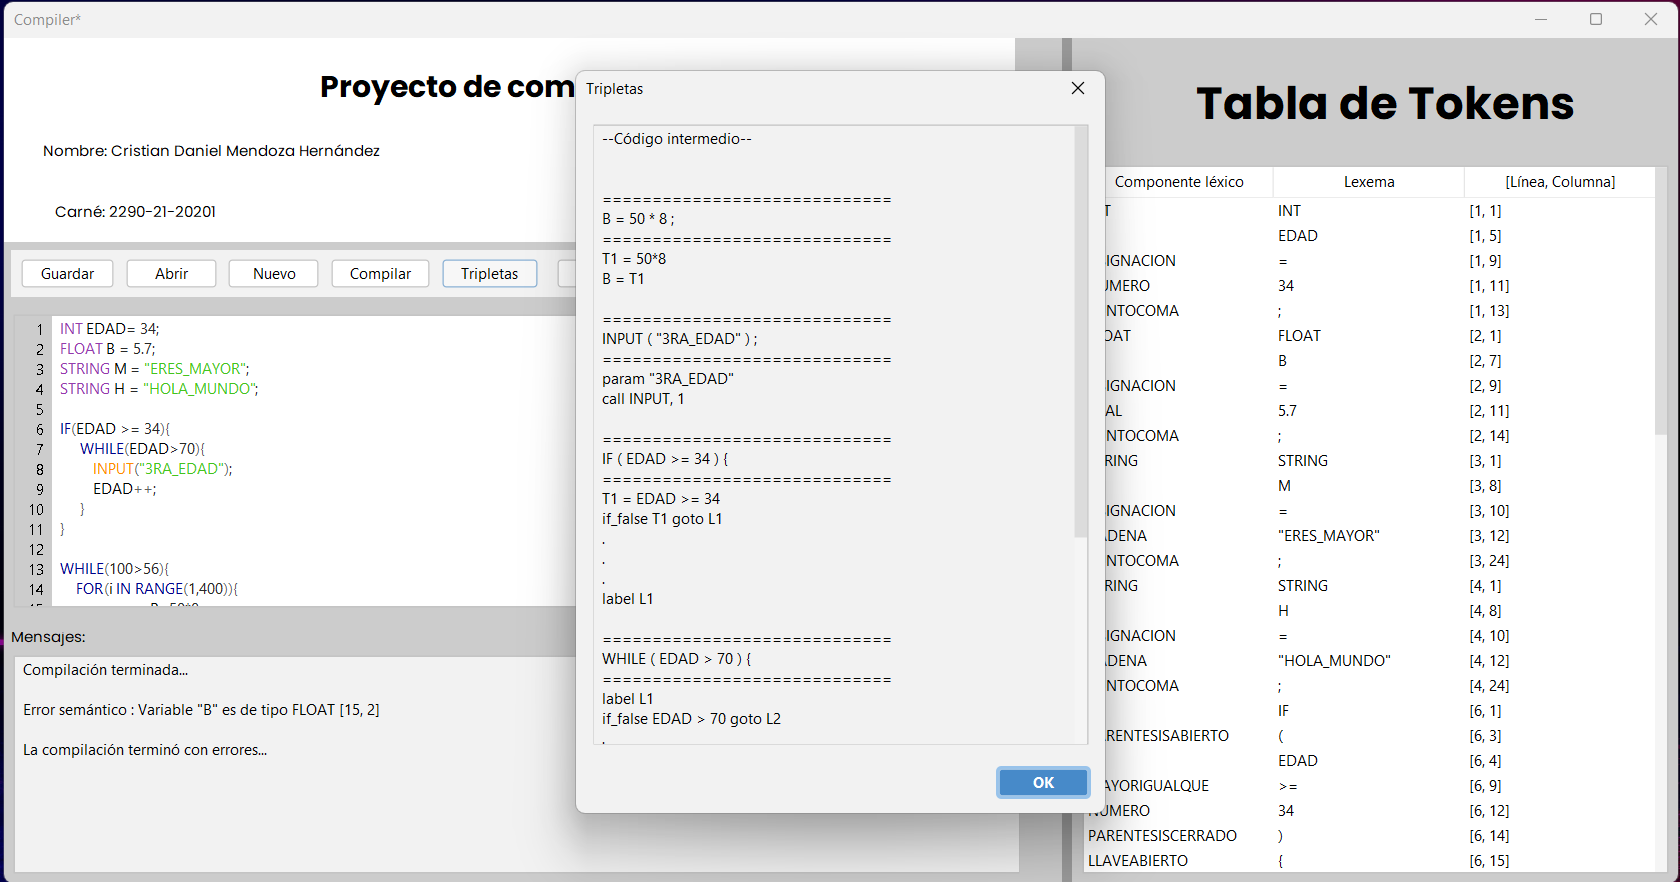 Compiler*
Proyecto de com
Nombre: Cristian Daniel Mendoza Hernández
Carné: 2290-21-20201
Guardar Abrir Nuevo Compilar Tripletas
1 INT EDAD= 34;
2 FLOAT B = 5.7;
3 STRING M = "ERES_MAYOR";
4 STRING H = "HOLA_MUNDO";
5
6 IF(EDAD >= 34){
7 WHILE(EDAD>70){
8 INPUT("3RA_EDAD");
9 EDAD++;
10 }
11 }
12
13 WHILE(100>56){
14 FOR(i IN RANGE(1,400)){
Mensajes:
Compilación terminada...
Error semántico : Variable "B" es de tipo FLOAT [15, 2]
La compilación terminó con errores...
Tripletas
--Código intermedio--
=============================
B = 50 * 8 ;
=============================
T1 = 50*8
B = T1
=============================
INPUT ( "3RA_EDAD" ) ;
=============================
param "3RA_EDAD"
call INPUT, 1
=============================
IF ( EDAD >= 34 ) {
=============================
T1 = EDAD >= 34
if_false T1 goto L1
.
.
.
label L1
=============================
WHILE ( EDAD > 70 ) {
=============================
label L1
if_false EDAD > 70 goto L2
.
OK
Tabla de Tokens
Componente léxico Lexema [Línea, Columna]
T INT [1, 1]
EDAD [1, 5]
IGNACION = [1, 9]
UMERO 34 [1, 11]
NTOCOMA ; [1, 13]
OAT FLOAT [2, 1]
B [2, 7]
IGNACION = [2, 9]
AL 5.7 [2, 11]
NTOCOMA ; [2, 14]
RING STRING [3, 1]
M [3, 8]
IGNACION = [3, 10]
DENA "ERES_MAYOR" [3, 12]
NTOCOMA ; [3, 24]
RING STRING [4, 1]
H [4, 8]
IGNACION = [4, 10]
DENA "HOLA_MUNDO" [4, 12]
NTOCOMA ; [4, 24]
IF [6, 1]
RENTESISABIERTO ( [6, 3]
EDAD [6, 4]
AYORIGUALQUE >= [6, 9]
NUMERO 34 [6, 12]
PARENTESISCERRADO ) [6, 14]
LLAVEABIERTO { [6, 15]